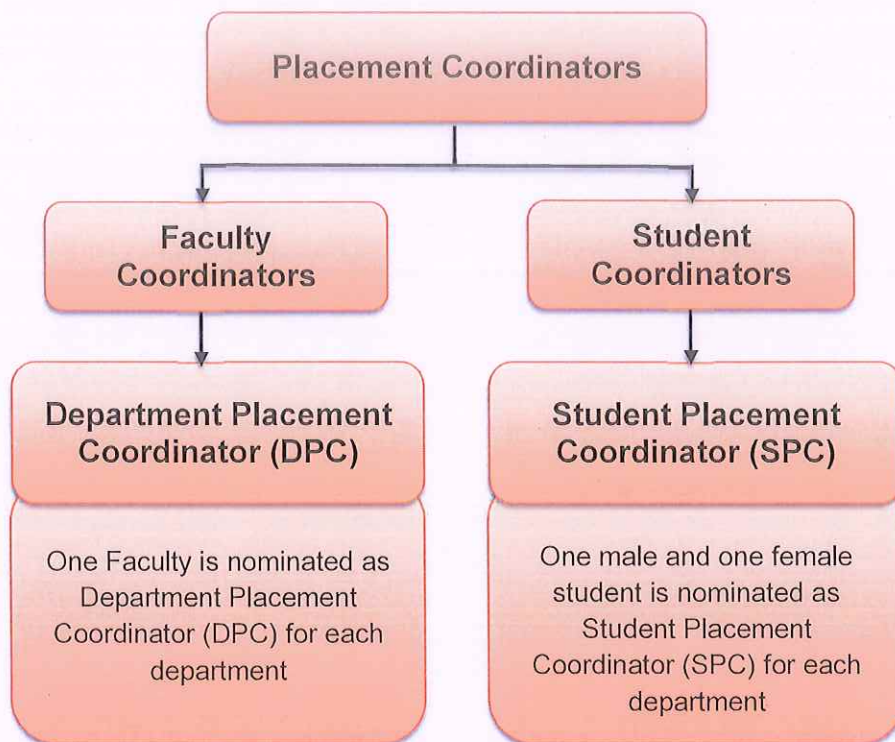 Placement Coordinators
Faculty
Coordinators
Student
Coordinators
Department Placement
Coordinator (DPC)
One Faculty is nominated as
Department Placement
Coordinator (DPC) for each
department
Student Placement
Coordinator (SPC)
One male and one female
student is nominated as
Student Placement
Coordinator (SPC) for each
department